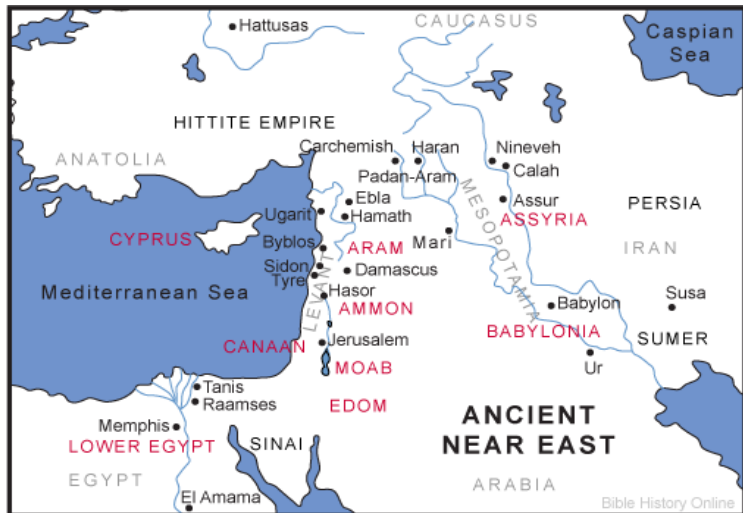 CAUCASUS
Hattusas
Caspian
Sea
HITTITE EMPIRE
Carchemish
Haran
Nineveh
ANATOLIA
Padan-Aram
Calah
Ebla
MESOPOTAMIA
Assur
Ugarit
Hamath
ASSYRIA
PERSIA
CYPRUS
Byblos
ARAM
Mari
IRAN
Sidon
Damascus
Tyre
Mediterranean Sea
LEVANT
Hasor
AMMON
Babylon
Susa
BABYLONIA
CANAAN
Jerusalem
SUMER
MOAB
Ur
Tanis
Raamses
EDOM
Memphis
LOWER EGYPT
SINAI
ANCIENT
NEAR EAST
EGYPT
ARABIA
El Amama
Bible History Online